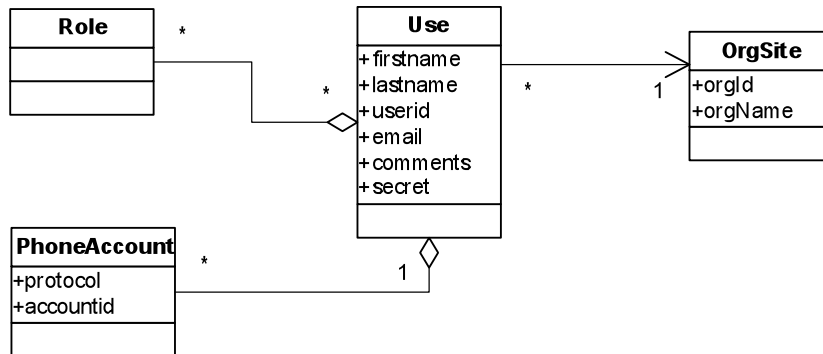 Role
*
*
Use
+firstname
+lastname
+userid
+email
+comments
+secret
*
1
OrgSite
+orgId
+orgName
PhoneAccount
+protocol
+accountid
*
1